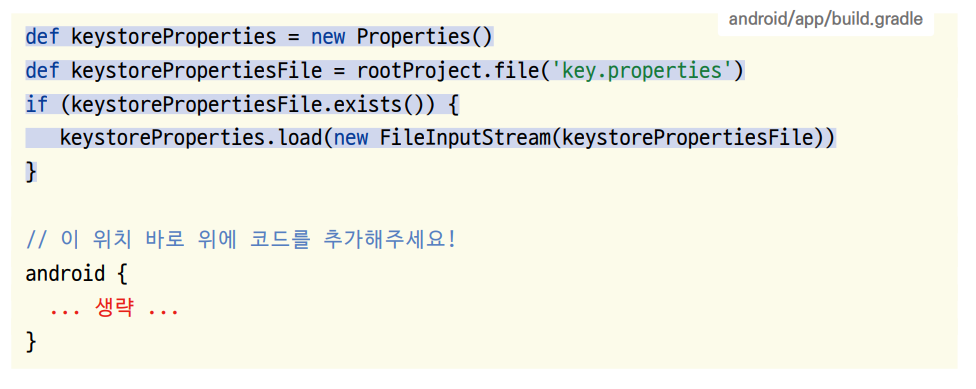 android/app/build.gradle
def keystoreProperties = new Properties()
def keystorePropertiesFile = rootProject.file('key.properties')
if (keystorePropertiesFile.exists()) {
   keystoreProperties.load(new FileInputStream(keystorePropertiesFile))
}
// 이 위치 바로 위에 코드를 추가해주세요!
android {
  ... 생략 ...
}